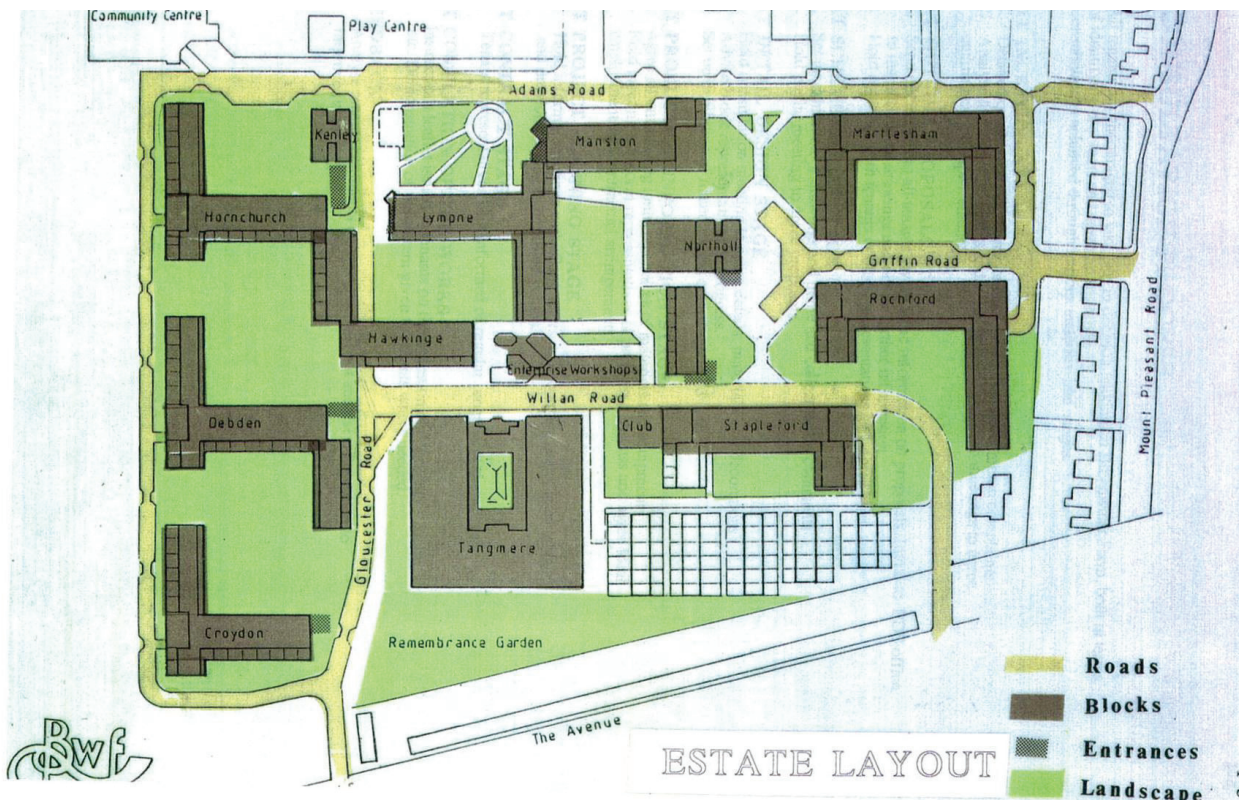 Community Centre
Play Centre
Adams Road
Kenley
Manston
Martlesham
Hornchurch
Lympne
Northolt
Griffin Road
Rochford
Hawkinge
Enterprise Workshops
Willan Road
Mount Pleasant Road
Debden
Club
Stapleford
Gloucester Road
Tangmere
Croydon
Remembrance Garden
The Avenue
Roads
Blocks
Entrances
Landscape
ESTATE LAYOUT
Bwf